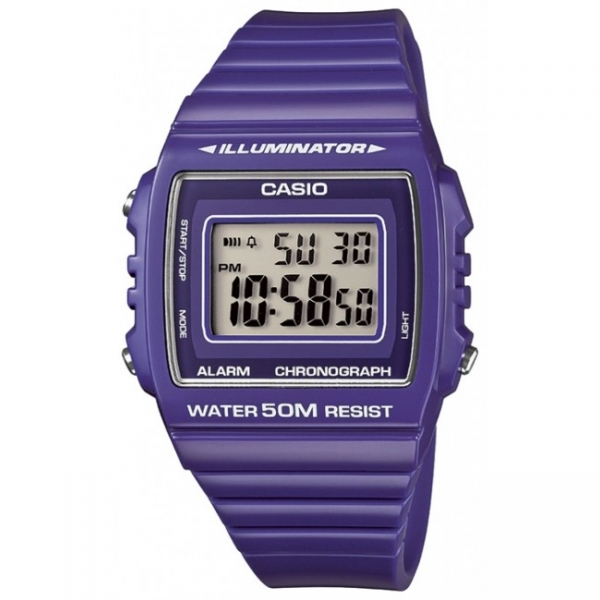 ILLUMINATOR
CASIO
START/STOP
MODE
LIGHT
SU 30
PM
10:58 50
ALARM CHRONOGRAPH
WATER 50M RESIST